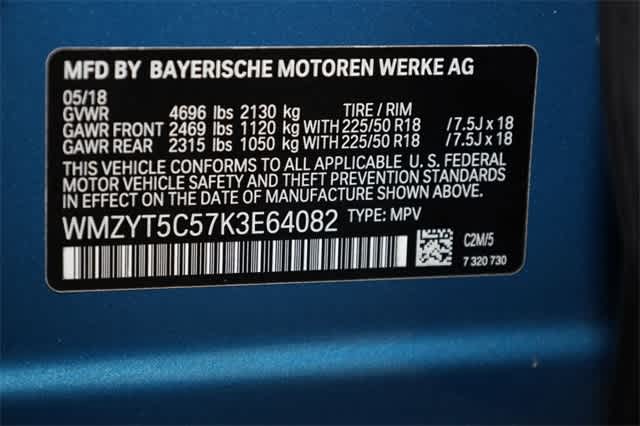 MFD BY BAYERISCHE MOTOREN WERKE AG
05/18
GVWR 4696 lbs 2130 kg TIRE / RIM
GAWR FRONT 2469 lbs 1120 kg WITH 225/50 R18 /7.5J x 18
GAWR REAR 2315 lbs 1050 kg WITH 225/50 R18 /7.5J x 18
THIS VEHICLE CONFORMS TO ALL APPLICABLE U. S. FEDERAL
MOTOR VEHICLE SAFETY AND THEFT PREVENTION STANDARDS
IN EFFECT ON THE DATE OF MANUFACTURE SHOWN ABOVE.
WMZYT5C57K3E64082 TYPE: MPV
C2M/5
7 320 730